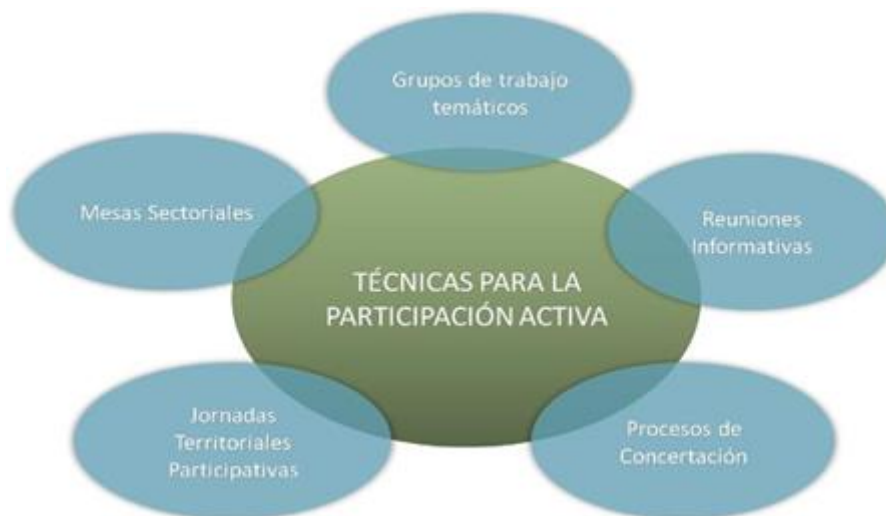 Grupos de trabajo
temáticos
Mesas Sectoriales
Reuniones
Informativas
TÉCNICAS PARA LA
PARTICIPACIÓN ACTIVA
Jornadas
Territoriales
Participativas
Procesos de
Concertación